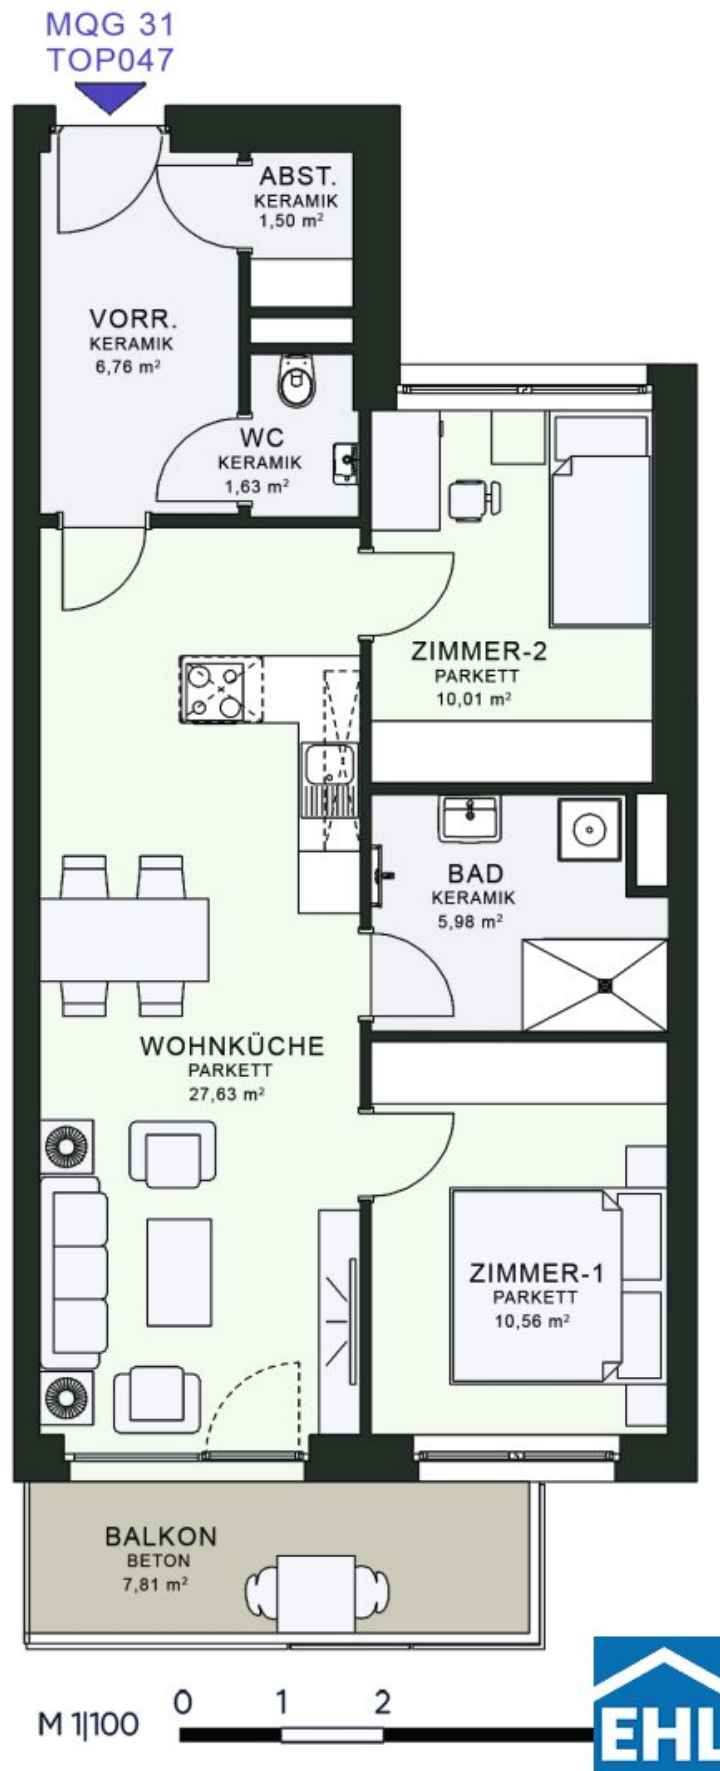 MQG 31
TOP047
ABST.
KERAMIK
1,50 m²
VORR.
KERAMIK
6,76 m²
WC
KERAMIK
1,63 m²
ZIMMER-2
PARKETT
10,01 m²
BAD
KERAMIK
5,98 m²
WOHNKÜCHE
PARKETT
27,63 m²
ZIMMER-1
PARKETT
10,56 m²
BALKON
BETON
7,81 m²
M 1|100
0 1 2
EHL